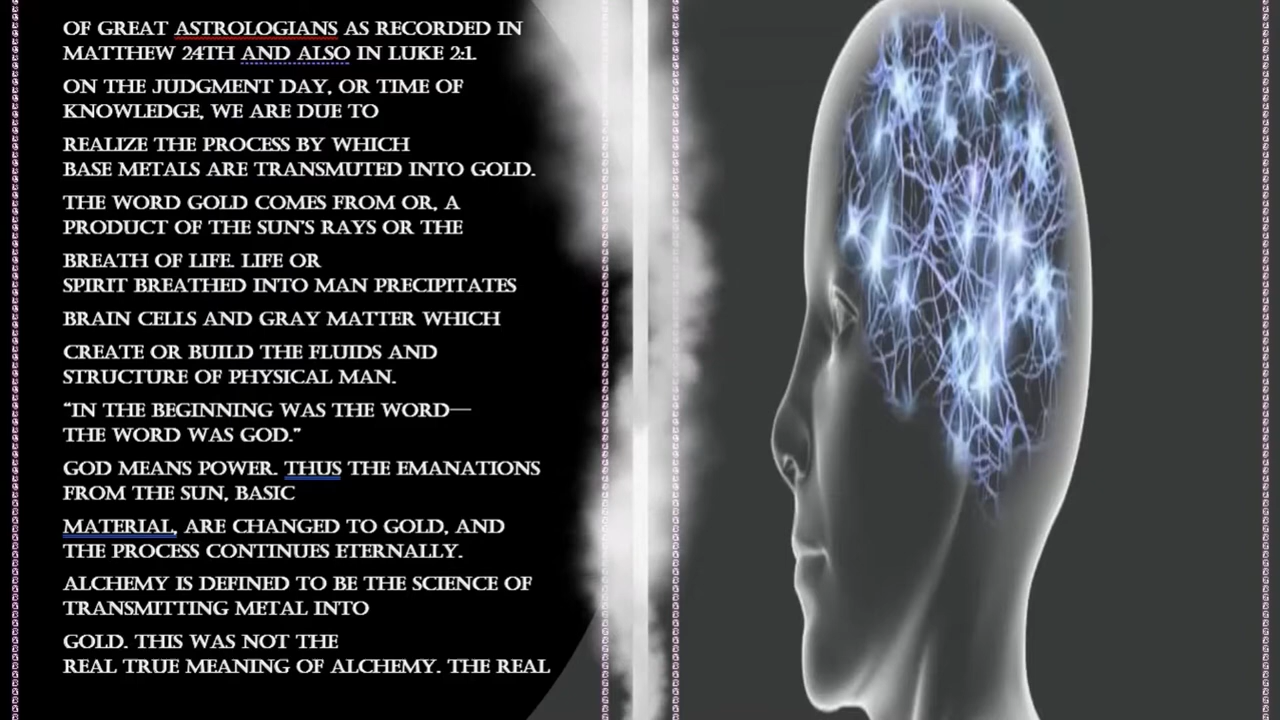 OF GREAT ASTROLOGIANS AS RECORDED IN
MATTHEW 24TH AND ALSO IN LUKE 2:1.
ON THE JUDGMENT DAY, OR TIME OF
KNOWLEDGE, WE ARE DUE TO
REALIZE THE PROCESS BY WHICH
BASE METALS ARE TRANSMUTED INTO GOLD.
THE WORD GOLD COMES FROM OR, A
PRODUCT OF THE SUN'S RAYS OR THE
BREATH OF LIFE. LIFE OR
SPIRIT BREATHED INTO MAN PRECIPITATES
BRAIN CELLS AND GRAY MATTER WHICH
CREATE OR BUILD THE FLUIDS AND
STRUCTURE OF PHYSICAL MAN.
“IN THE BEGINNING WAS THE WORD—
THE WORD WAS GOD.”
GOD MEANS POWER. THUS THE EMANATIONS
FROM THE SUN, BASIC
MATERIAL, ARE CHANGED TO GOLD, AND
THE PROCESS CONTINUES ETERNALLY.
ALCHEMY IS DEFINED TO BE THE SCIENCE OF
TRANSMITTING METAL INTO
GOLD. THIS WAS NOT THE
REAL TRUE MEANING OF ALCHEMY. THE REAL